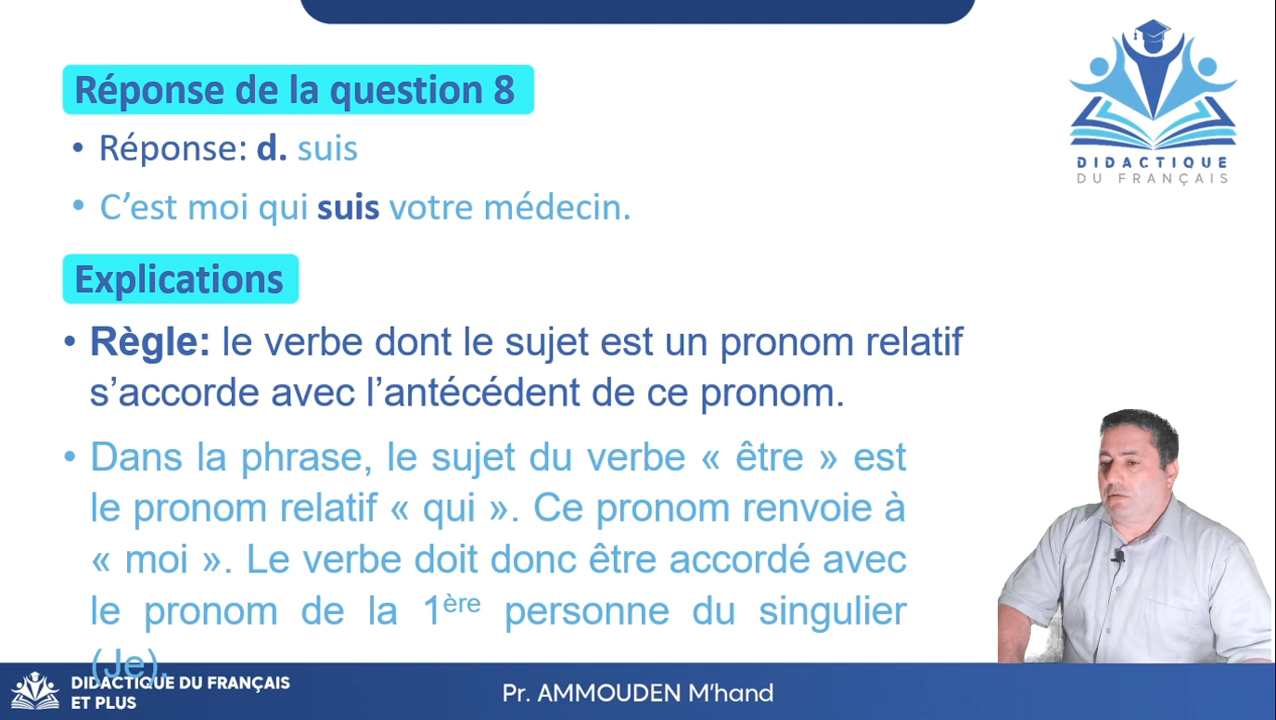 Réponse de la question 8
• Réponse: d. suis
• C’est moi qui suis votre médecin.
DIDACTIQUE
DU FRANÇAIS
Explications
• Règle: le verbe dont le sujet est un pronom relatif
s’accorde avec l’antécédent de ce pronom.
• Dans la phrase, le sujet du verbe « être » est
le pronom relatif « qui ». Ce pronom renvoie à
« moi ». Le verbe doit donc être accordé avec
le pronom de la 1ère personne du singulier
(Je).
DIDACTIQUE DU FRANÇAIS
ET PLUS
Pr. AMMOUDEN M’hand